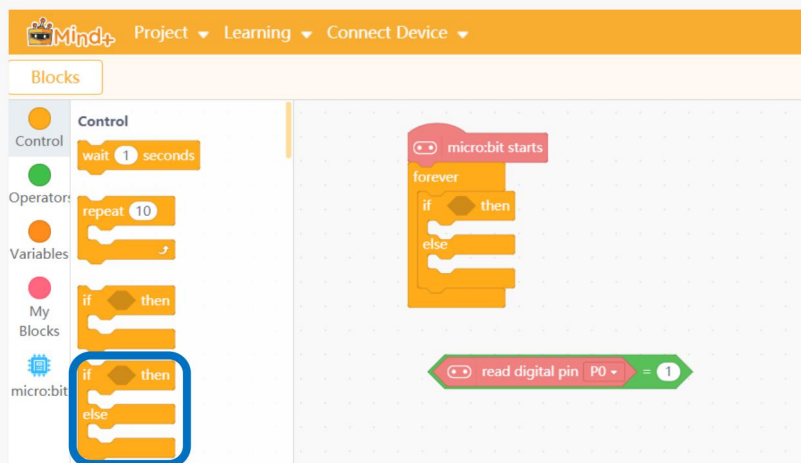 Mind+ Project Learning Connect Device
Blocks
Control
Operators
Variables
My
Blocks
micro:bit
Control
wait 1 seconds
repeat 10
if then
if then
else
micro:bit starts
forever
if then
else
read digital pin P0 = 1